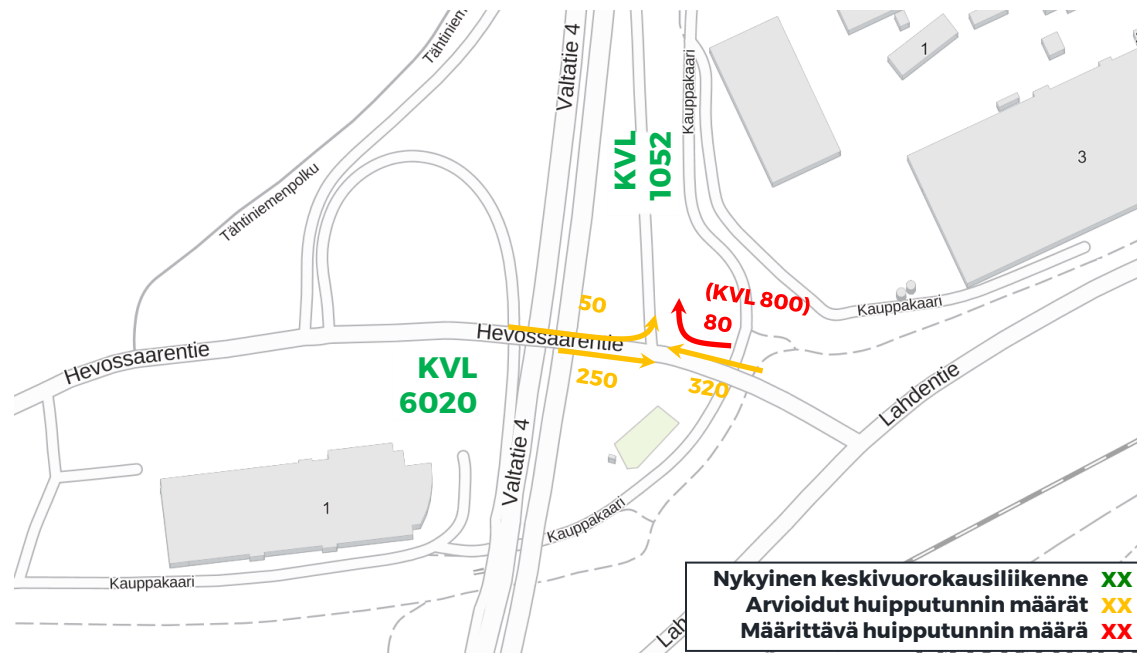 Tähtiniem
Valtatie 4
Kauppakaari
1
3
KVL
1052
Tähtiniemenpolku
50
(KVL 800)
80
Kauppakaari
Hevossaarentie
Hevossaarentie
KVL
6020
250
320
Lahdentie
Valtatie 4
1
Kauppakaari
Kauppakaari
Nykyinen keskivuorokausiliikenne XX
Arvioidut huipputunnin määrät XX
Määrittävä huipputunnin määrä XX
Lah